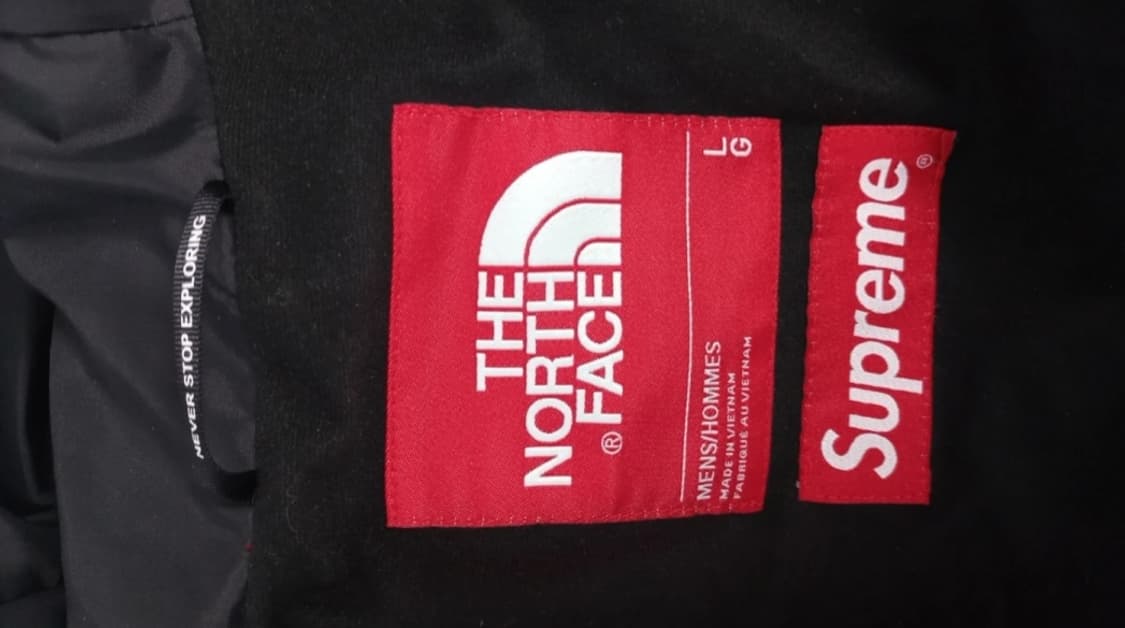 NEVER STOP EXPLORING
THE
NORTH
® FACE
MENS/HOMMES L
MADE IN VIETNAM G
FABRIQUÉ AU VIETNAM
Supreme ®